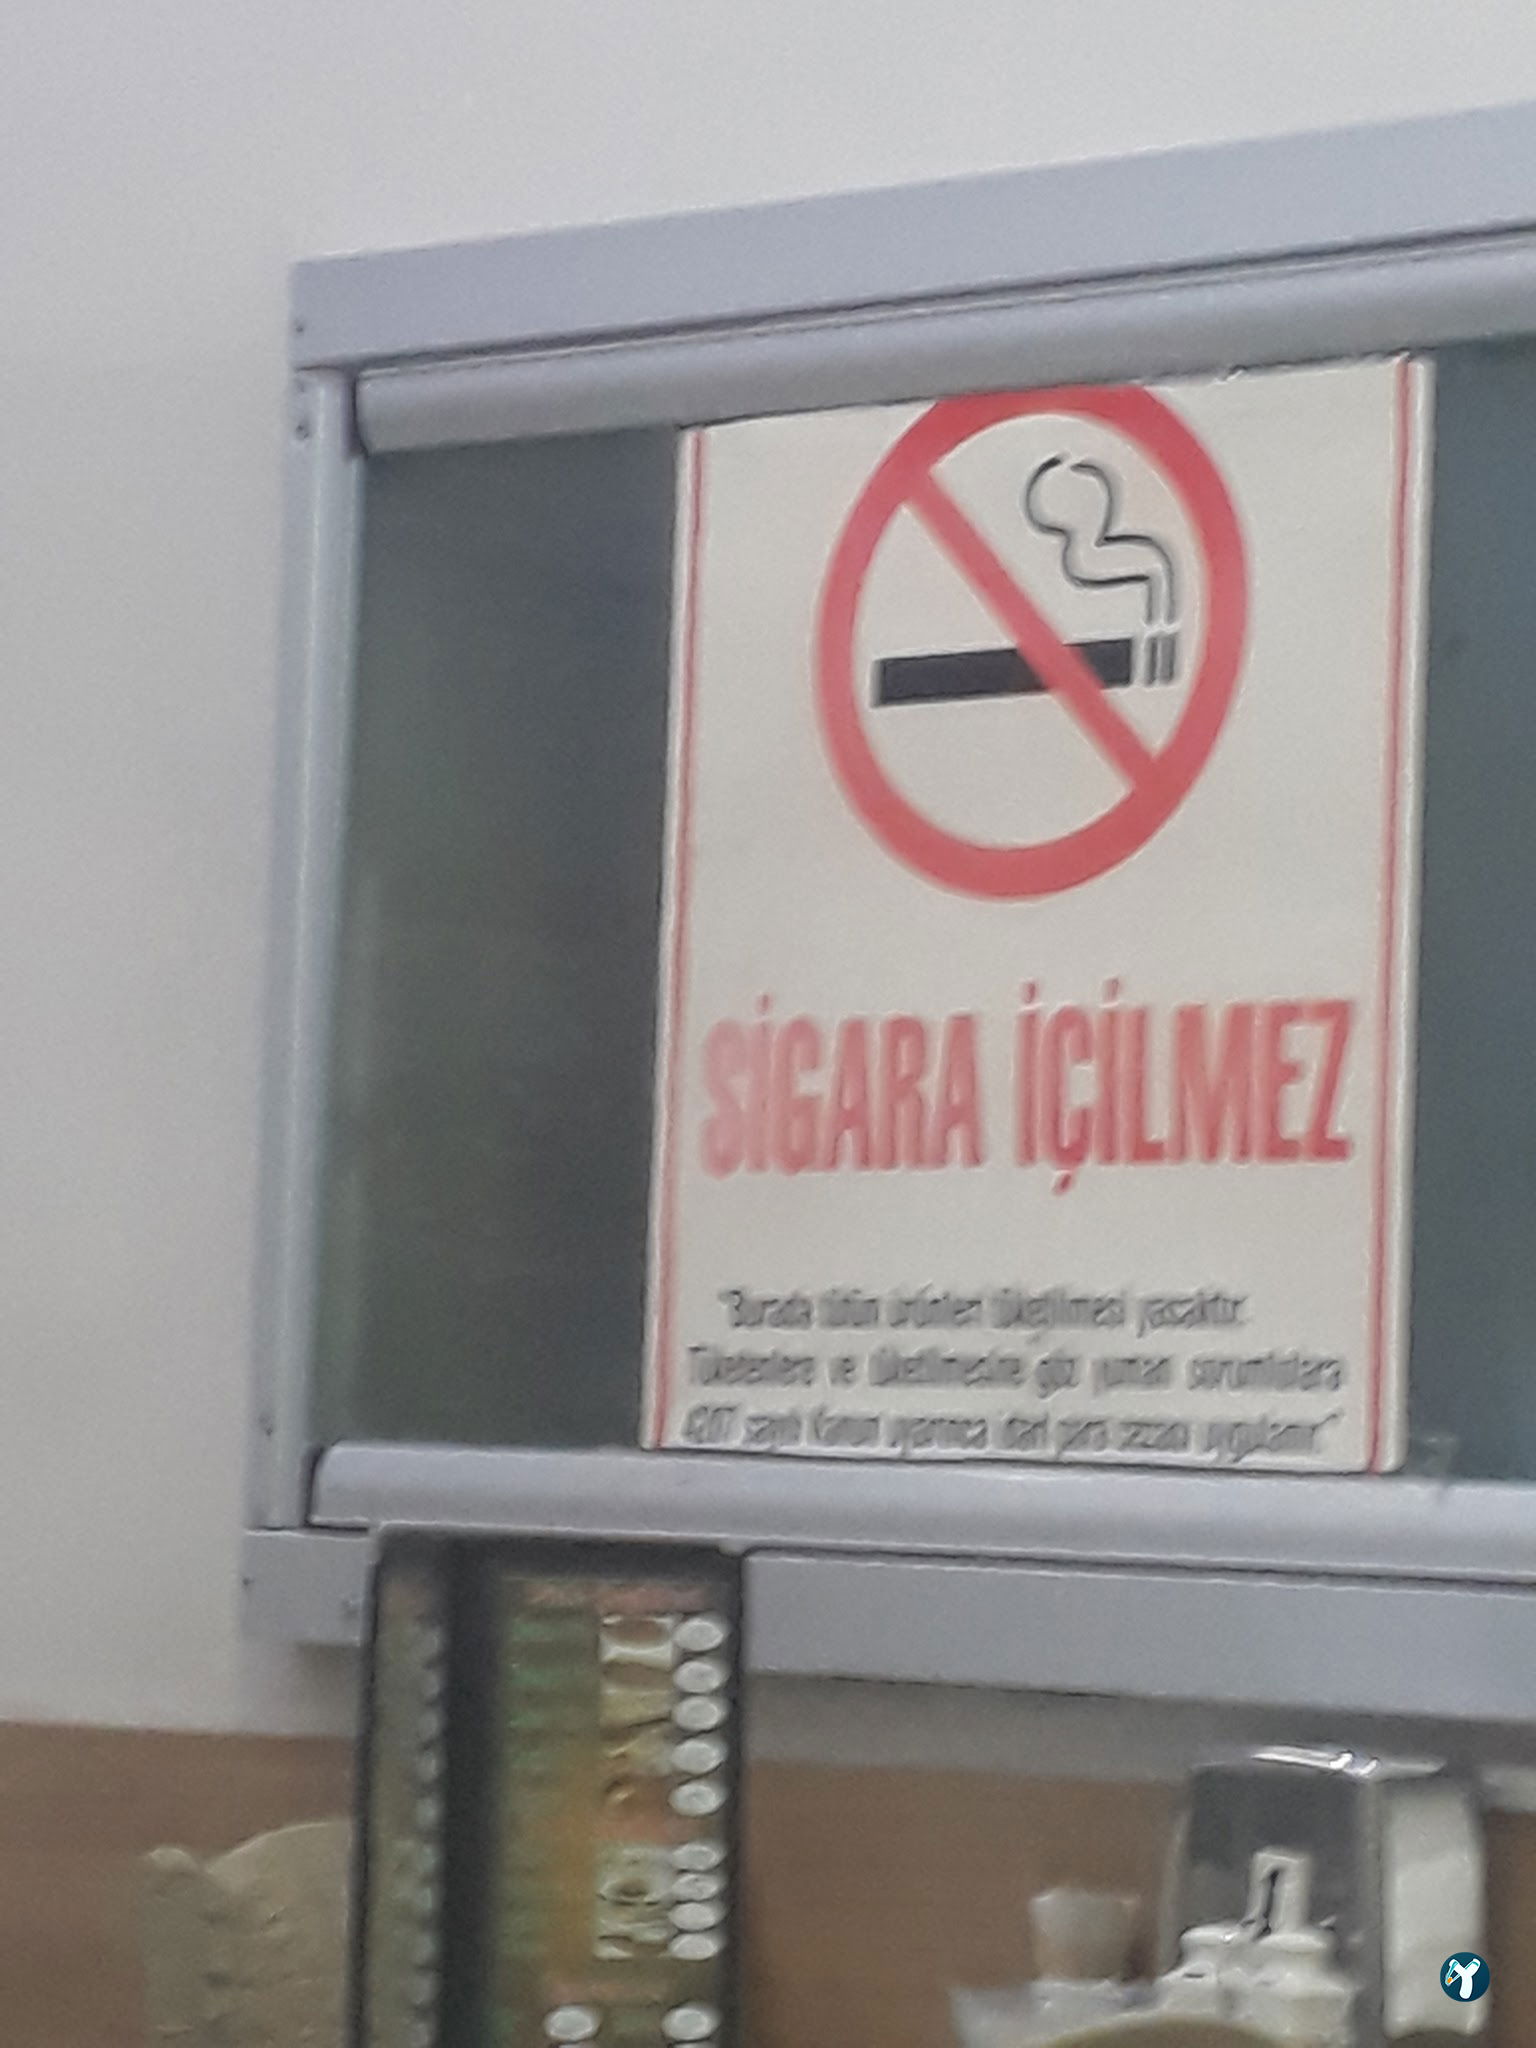 SİGARA İÇİLMEZ
"Burada tütün ürünleri tüketilmesi yasaktır.
Tüketenlere ve tüketilmesine göz yuman sorumlulara
4207 sayılı Kanun uyarınca idari para cezası uygulanır."